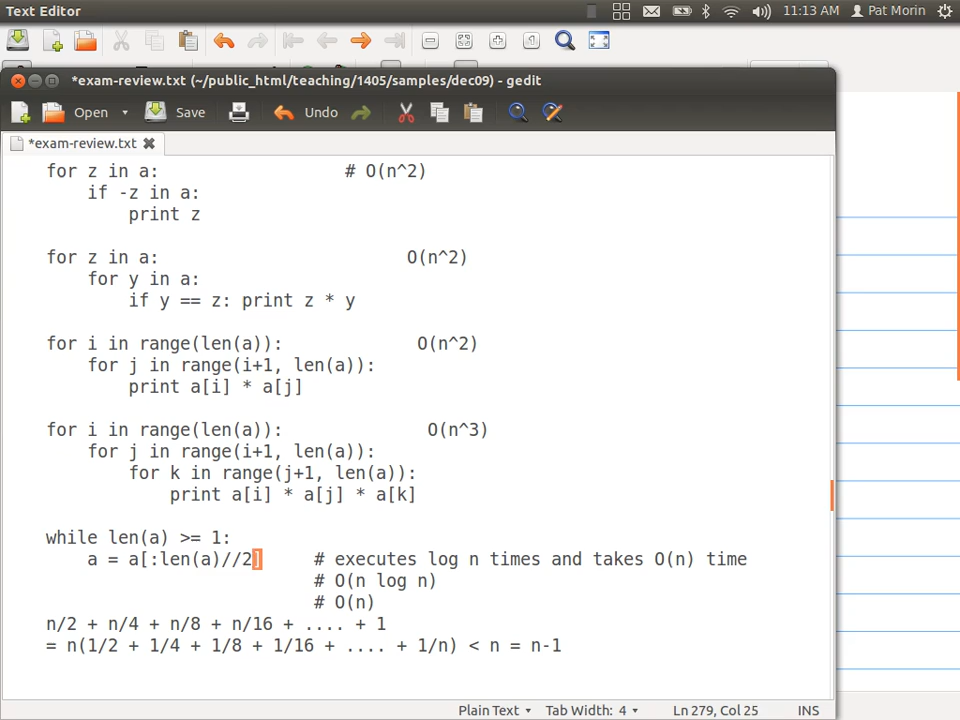 Text Editor
11:13 AM Pat Morin
*exam-review.txt (~/public_html/teaching/1405/samples/dec09) - gedit
Open Save Undo
*exam-review.txt
for z in a: # O(n^2)
if -z in a:
print z
for z in a: O(n^2)
for y in a:
if y == z: print z * y
for i in range(len(a)): O(n^2)
for j in range(i+1, len(a)):
print a[i] * a[j]
for i in range(len(a)): O(n^3)
for j in range(i+1, len(a)):
for k in range(j+1, len(a)):
print a[i] * a[j] * a[k]
while len(a) >= 1:
a = a[:len(a)//2] # executes log n times and takes O(n) time
# O(n log n)
# O(n)
n/2 + n/4 + n/8 + n/16 + .... + 1
= n(1/2 + 1/4 + 1/8 + 1/16 + .... + 1/n) < n = n-1
Plain Text Tab Width: 4 Ln 279, Col 25 INS